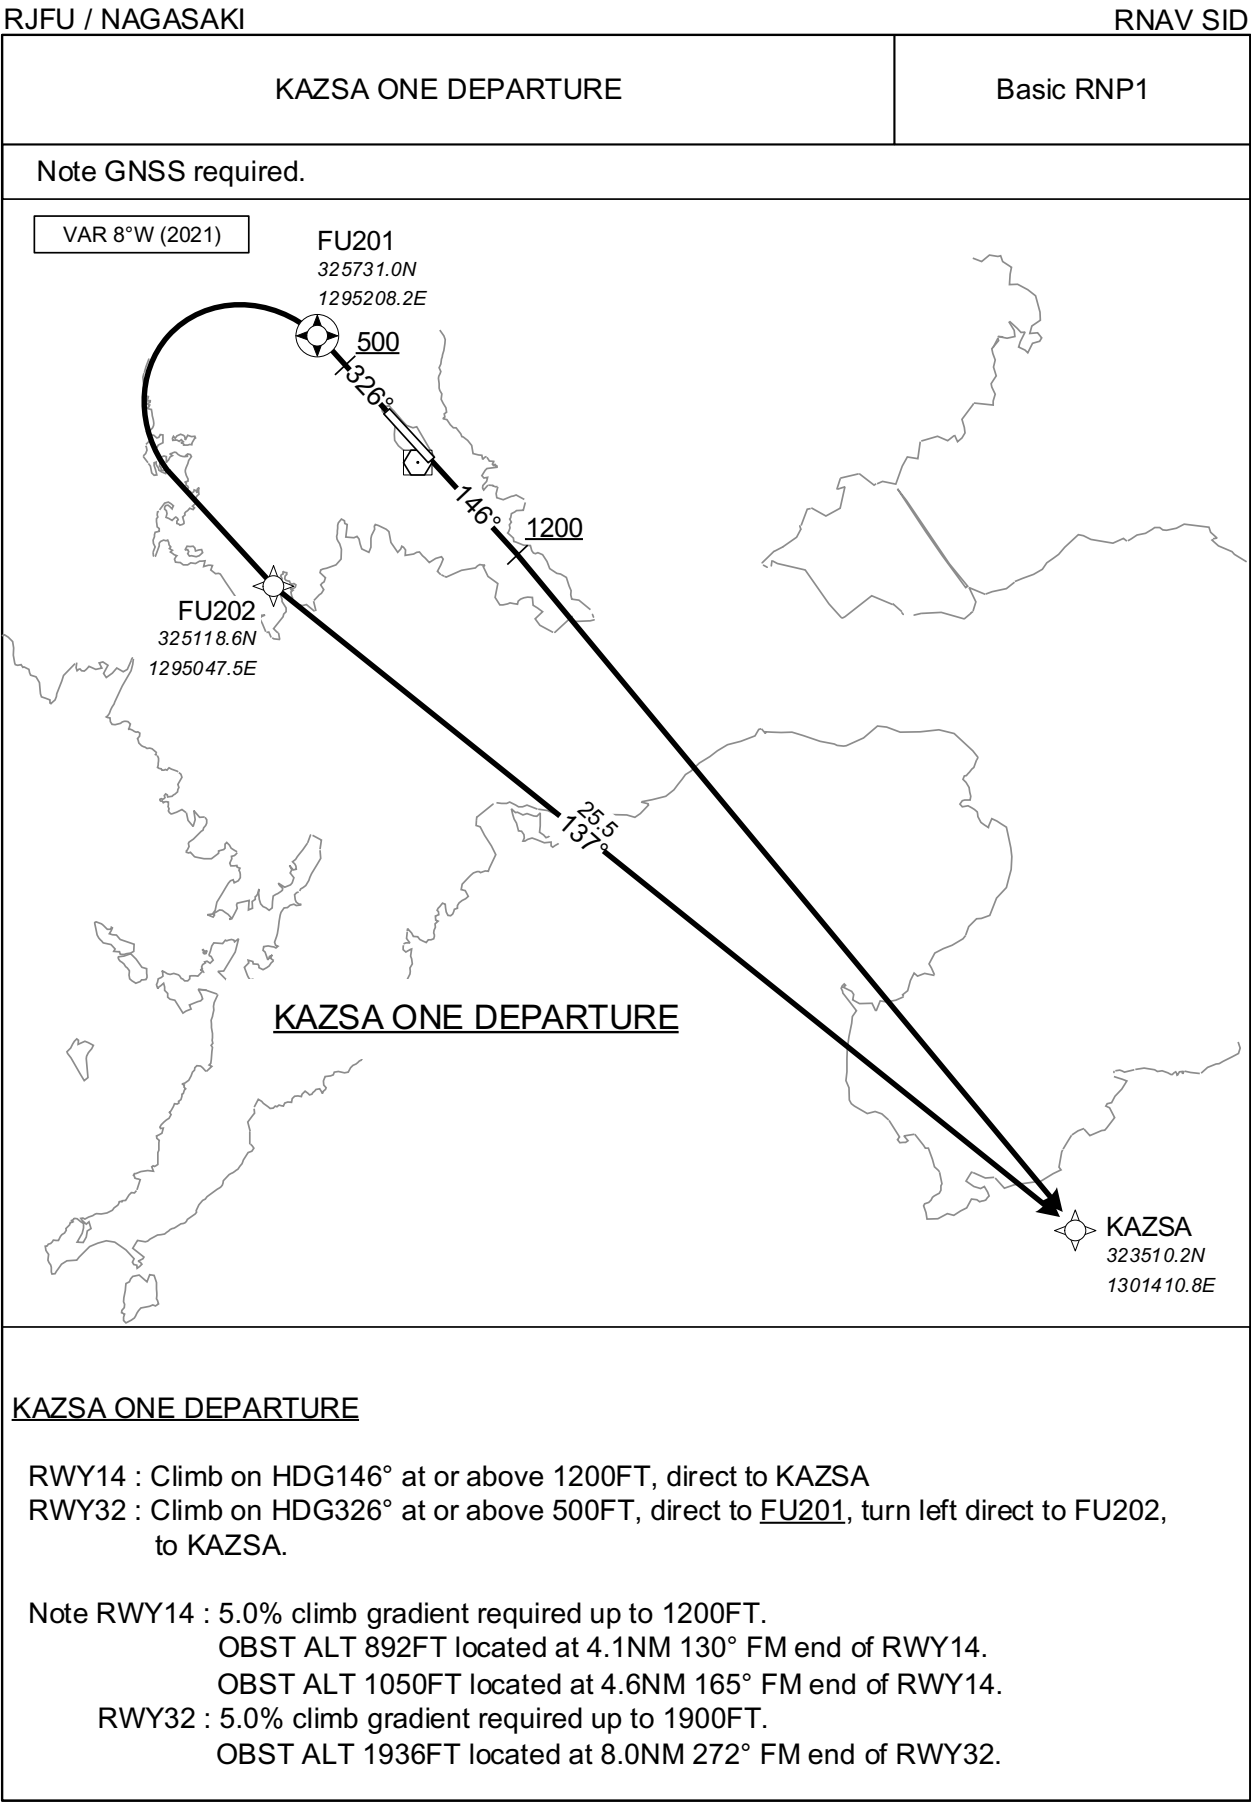 RJFU / NAGASAKI
RNAV SID
KAZSA ONE DEPARTURE
Basic RNP1
Note GNSS required.
VAR 8°W (2021)
FU201
325731.0N
1295208.2E
500
326°
146°
1200
FU202
325118.6N
1295047.5E
25.5
137°
KAZSA ONE DEPARTURE
KAZSA
323510.2N
1301410.8E
KAZSA ONE DEPARTURE
RWY14 : Climb on HDG146° at or above 1200FT, direct to KAZSA
RWY32 : Climb on HDG326° at or above 500FT, direct to FU201, turn left direct to FU202,
to KAZSA.
Note RWY14 : 5.0% climb gradient required up to 1200FT.
OBST ALT 892FT located at 4.1NM 130° FM end of RWY14.
OBST ALT 1050FT located at 4.6NM 165° FM end of RWY14.
RWY32 : 5.0% climb gradient required up to 1900FT.
OBST ALT 1936FT located at 8.0NM 272° FM end of RWY32.